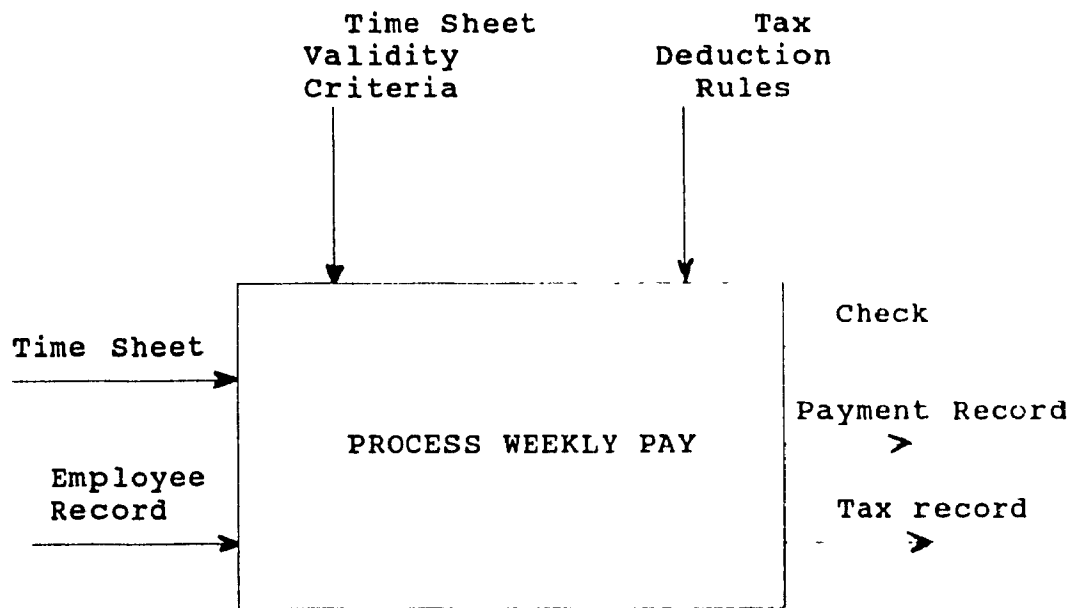 Time Sheet
Validity
Criteria
Tax
Deduction
Rules
Check
Time Sheet
Payment Record
PROCESS WEEKLY PAY
Employee
Record
Tax record